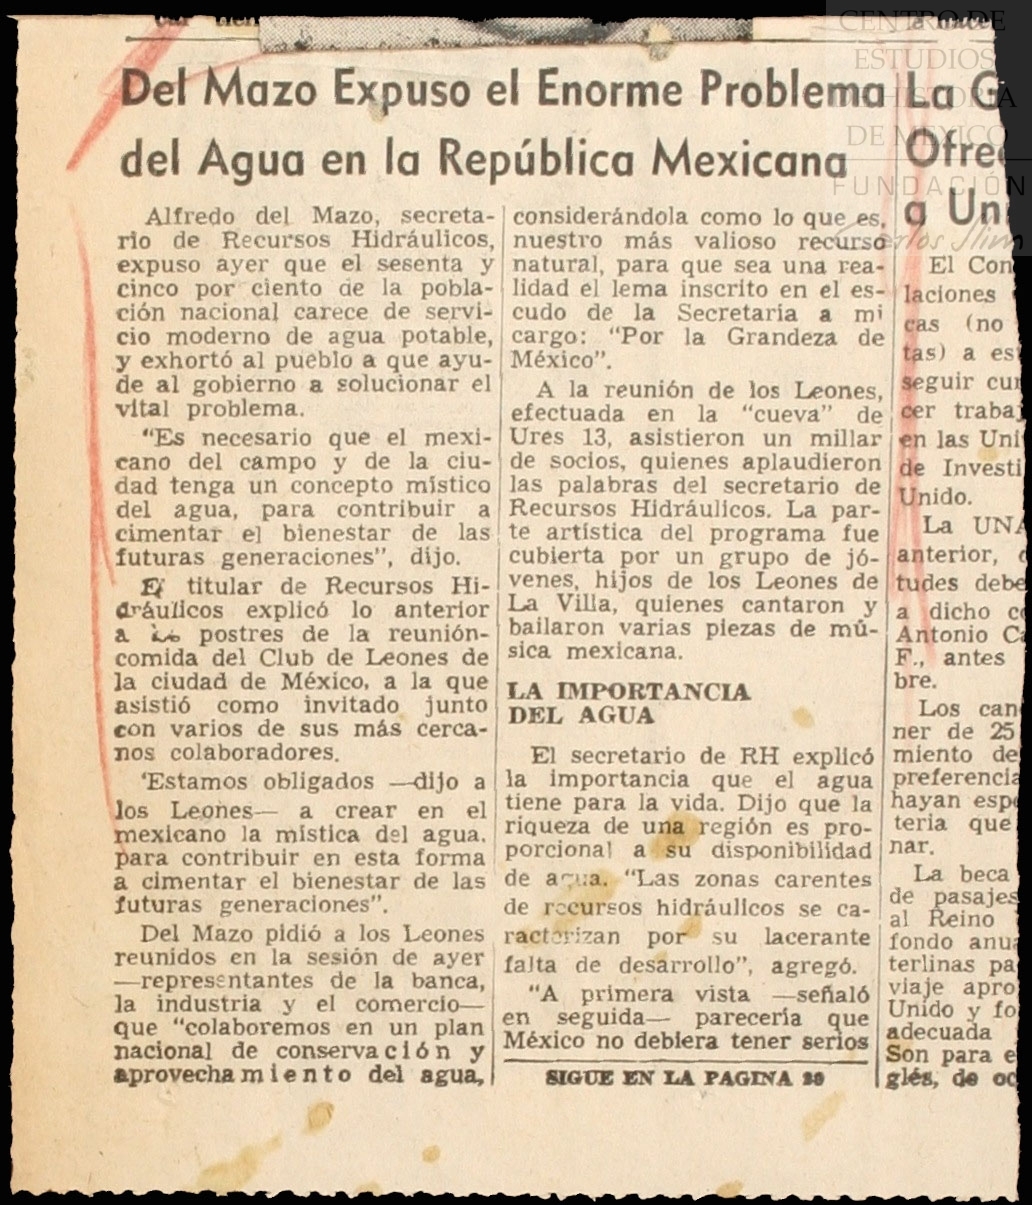 Del Mazo Expuso el Enorme Problema
del Agua en la República Mexicana
Alfredo del Mazo, secreta-
rio de Recursos Hidráulicos,
expuso ayer que el sesenta y
cinco por ciento de la pobla-
ción nacional carece de servi-
cio moderno de agua potable,
y exhortó al pueblo a que ayu-
de al gobierno a solucionar el
vital problema.
"Es necesario que el mexi-
cano del campo y de la ciu-
dad tenga un concepto místico
del agua, para contribuir a
cimentar el bienestar de las
futuras generaciones", dijo.
El titular de Recursos Hi-
dráulicos explicó lo anterior
a los postres de la reunión-
comida del Club de Leones de
la ciudad de México, a la que
asistió como invitado junto
con varios de sus más cerca-
nos colaboradores.
'Estamos obligados —dijo a
los Leones— a crear en el
mexicano la mística del agua,
para contribuir en esta forma
a cimentar el bienestar de las
futuras generaciones".
Del Mazo pidió a los Leones
reunidos en la sesión de ayer
—representantes de la banca,
la industria y el comercio—
que "colaboremos en un plan
nacional de conservación y
aprovechamiento del agua,
considerándola como lo que es,
nuestro más valioso recurso
natural, para que sea una rea-
lidad el lema inscrito en el es-
cudo de la Secretaría a mi
cargo: "Por la Grandeza de
México".
A la reunión de los Leones,
efectuada en la "cueva" de
Ures 13, asistieron un millar
de socios, quienes aplaudieron
las palabras del secretario de
Recursos Hidráulicos. La par-
te artística del programa fue
cubierta por un grupo de jó-
venes, hijos de los Leones de
La Villa, quienes cantaron y
bailaron varias piezas de mú-
sica mexicana.
LA IMPORTANCIA
DEL AGUA
El secretario de RH explicó
la importancia que el agua
tiene para la vida. Dijo que la
riqueza de una región es pro-
porcional a su disponibilidad
de agua. "Las zonas carentes
de recursos hidráulicos se ca-
racterizan por su lacerante
falta de desarrollo", agregó.
"A primera vista —señaló
en seguida— parecería que
México no debiera tener serios
SIGUE EN LA PAGINA 20
La G
Ofrec
a Uni
El Con
laciones
cas (no
tas) a es
seguir cur
cer traba
en las Uni
de Investi
Unido.
La UNA
anterior,
tudes debe
a dicho c
Antonio Ca
F., antes
bre.
Los can
ner de 25
miento de
preferencia
hayan esp
teria que
nar.
La beca
de pasajes
al Reino
fondo anu
terlinas pa
viaje apro
Unido y fo
adecuada
Son para e
glés, de oc
CENTRO DE
ESTUDIOS
DE HISTORIA
DE MÉXICO
FUNDACIÓN
Carlos Slim